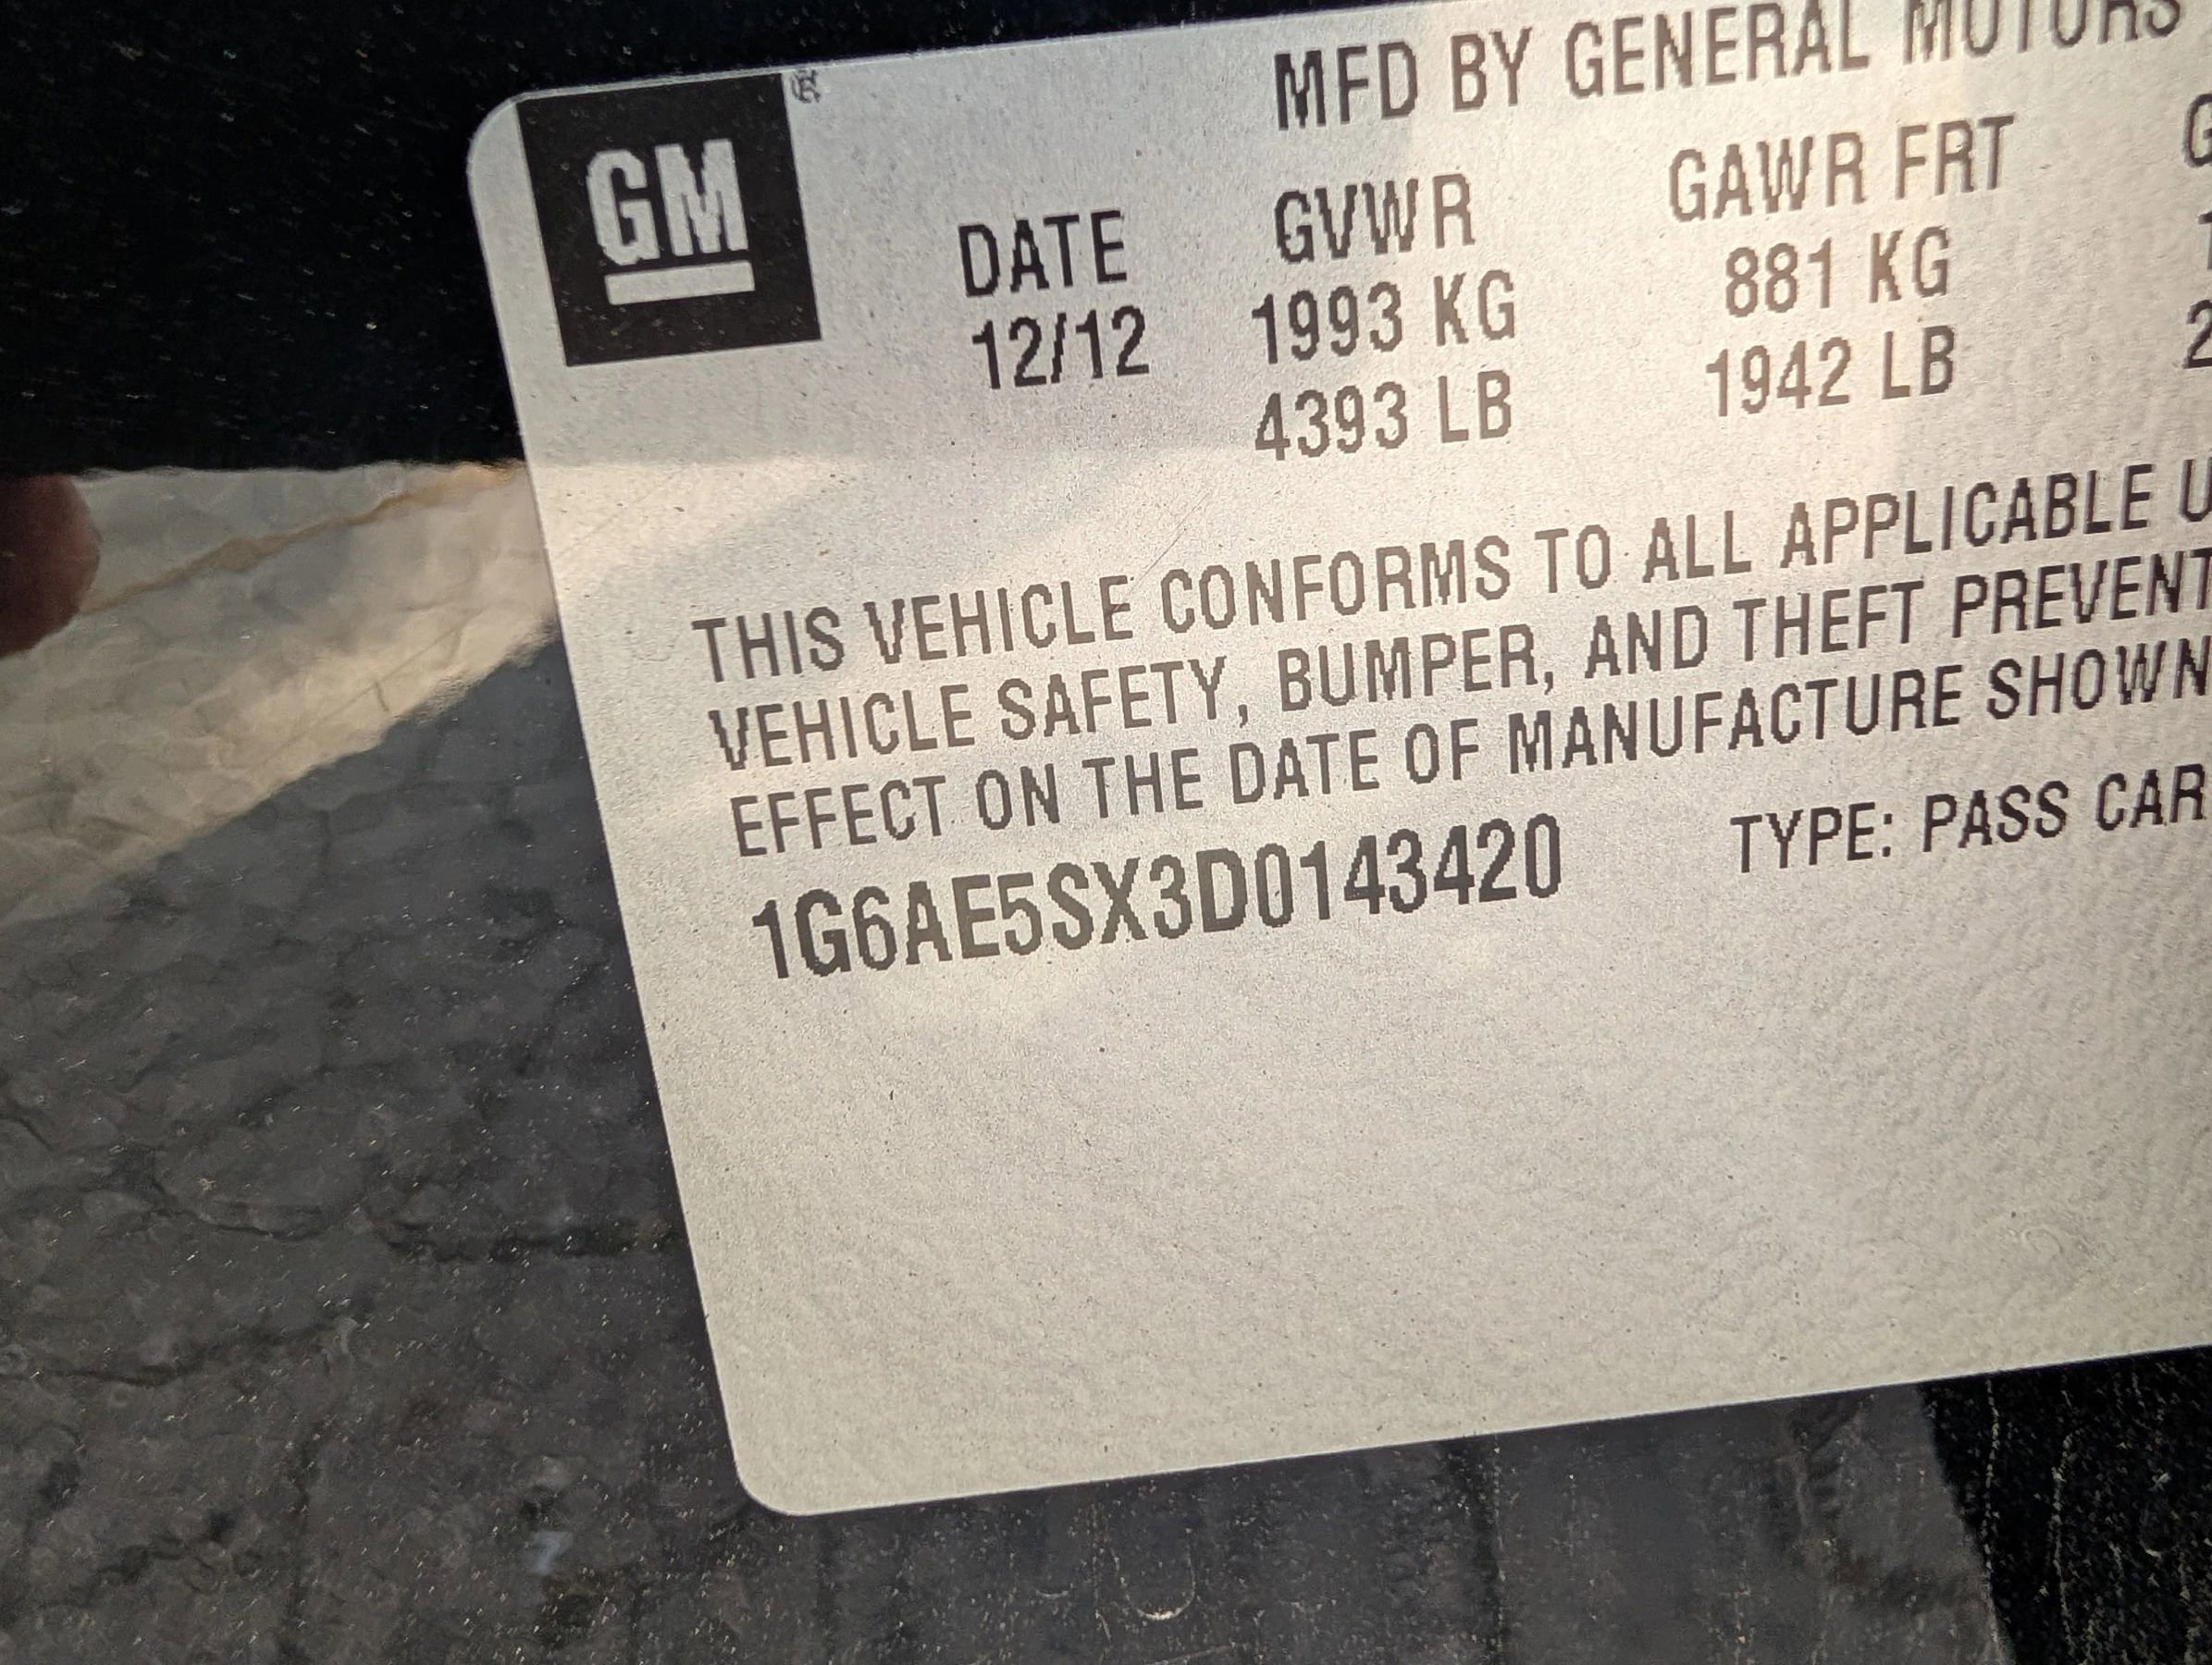 GM
MFD BY GENERAL MOTORS
DATE GVWR GAWR FRT
12/12 1993 KG 881 KG
4393 LB 1942 LB
THIS VEHICLE CONFORMS TO ALL APPLICABLE U
VEHICLE SAFETY, BUMPER, AND THEFT PREVENT
EFFECT ON THE DATE OF MANUFACTURE SHOWN
1G6AE5SX3D0143420 TYPE: PASS CAR